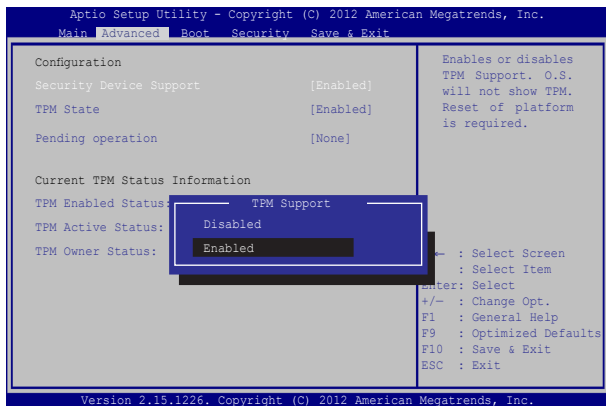 Aptio Setup Utility - Copyright (C) 2012 American Megatrends, Inc.
Main Advanced Boot Security Save & Exit
Configuration
Security Device Support [Enabled]
TPM State [Enabled]
Pending operation [None]
Current TPM Status Information
TPM Enabled Status:
TPM Active Status:
TPM Owner Status:
TPM Support
Disabled
Enabled
Enables or disables
TPM Support. O.S.
will not show TPM.
Reset of platform
is required.
← : Select Screen
: Select Item
Enter: Select
+/— : Change Opt.
F1 : General Help
F9 : Optimized Defaults
F10 : Save & Exit
ESC : Exit
Version 2.15.1226. Copyright (C) 2012 American Megatrends, Inc.